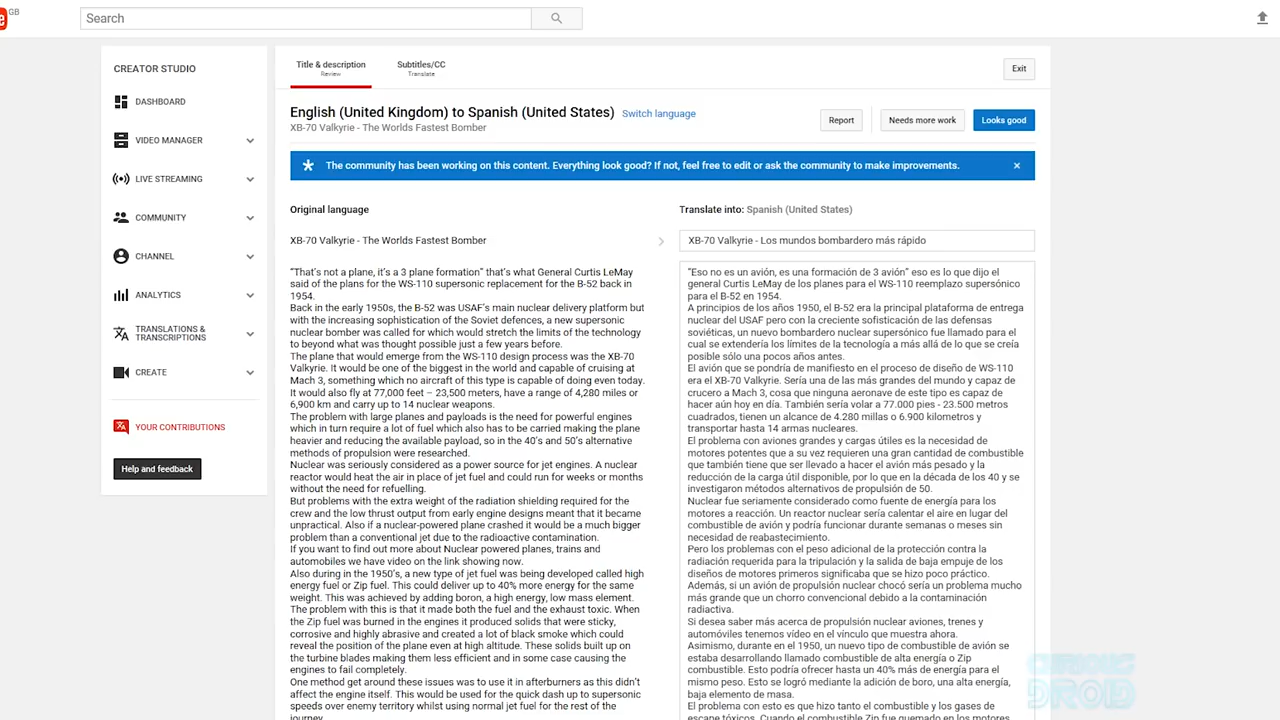 GB
Search
CREATOR STUDIO
DASHBOARD
VIDEO MANAGER
LIVE STREAMING
COMMUNITY
CHANNEL
ANALYTICS
TRANSLATIONS &
TRANSCRIPTIONS
CREATE
YOUR CONTRIBUTIONS
Help and feedback
Title & description
Review
Subtitles/CC
Translate
Exit
English (United Kingdom) to Spanish (United States) Switch language
XB-70 Valkyrie - The Worlds Fastest Bomber
Report
Needs more work
Looks good
The community has been working on this content. Everything look good? If not, feel free to edit or ask the community to make improvements.
Original language
XB-70 Valkyrie - The Worlds Fastest Bomber
"That's not a plane, it's a 3 plane formation" that's what General Curtis LeMay
said of the plans for the WS-110 supersonic replacement for the B-52 back in
1954.
Back in the early 1950s, the B-52 was USAF's main nuclear delivery platform but
with the increasing sophistication of the Soviet defences, a new supersonic
nuclear bomber was called for which would stretch the limits of the technology
to beyond what was thought possible just a few years before.
The plane that would emerge from the WS-110 design process was the XB-70
Valkyrie. It would be one of the biggest in the world and capable of cruising at
Mach 3, something which no aircraft of this type is capable of doing even today.
It would also fly at 77,000 feet – 23,500 meters, have a range of 4,280 miles or
6,900 km and carry up to 14 nuclear weapons.
The problem with large planes and payloads is the need for powerful engines
which in turn require a lot of fuel which also has to be carried making the plane
heavier and reducing the available payload, so in the 40's and 50's alternative
methods of propulsion were researched.
Nuclear was seriously considered as a power source for jet engines. A nuclear
reactor would heat the air in place of jet fuel and could run for weeks or months
without the need for refuelling.
But problems with the extra weight of the radiation shielding required for the
crew and the low thrust output from early engine designs meant that it became
unpractical. Also if a nuclear-powered plane crashed it would be a much bigger
problem than a conventional jet due to the radioactive contamination.
If you want to find out more about Nuclear powered planes, trains and
automobiles we have video on the link showing now.
Also during in the 1950's, a new type of jet fuel was being developed called high
energy fuel or Zip fuel. This could deliver up to 40% more energy for the same
weight. This was achieved by adding boron, a high energy, low mass element.
The problem with this is that it made both the fuel and the exhaust toxic. When
the Zip fuel was burned in the engines it produced solids that were sticky,
corrosive and highly abrasive and created a lot of black smoke which could
reveal the position of the plane even at high altitude. These solids built up on
the turbine blades making them less efficient and in some case causing the
engines to fail completely.
One method get around these issues was to use it in afterburners as this didn't
affect the engine itself. This would be used for the quick dash up to supersonic
speeds over enemy territory whilst using normal jet fuel for the rest of the
journey.
Translate into: Spanish (United States)
XB-70 Valkyrie - Los mundos bombardero más rápido
"Eso no es un avión, es una formación de 3 avión" eso es lo que dijo el
general Curtis LeMay de los planes para el WS-110 reemplazo supersónico
para el B-52 en 1954.
A principios de los años 1950, el B-52 era la principal plataforma de entrega
nuclear del USAF pero con la creciente sofisticación de las defensas
soviéticas, un nuevo bombardero nuclear supersónico fue llamado para el
cual se extendería los límites de la tecnología a más allá de lo que se creía
posible sólo una pocos años antes.
El avión que se pondría de manifiesto en el proceso de diseño de WS-110
era el XB-70 Valkyrie. Sería una de las más grandes del mundo y capaz de
crucero a Mach 3, cosa que ninguna aeronave de este tipo es capaz de
hacer aún hoy en día. También sería volar a 77.000 pies - 23.500 metros
cuadrados, tienen un alcance de 4.280 millas o 6.900 kilometros y
transportar hasta 14 armas nucleares.
El problema con aviones grandes y cargas útiles es la necesidad de
motores potentes que a su vez requieren una gran cantidad de combustible
que también tiene que ser llevado a hacer el avión más pesado y la
reducción de la carga útil disponible, por lo que en la década de los 40 y se
investigaron métodos alternativos de propulsión de 50.
Nuclear fue seriamente considerado como fuente de energía para los
motores a reacción. Un reactor nuclear sería calentar el aire en lugar del
combustible de avión y podría funcionar durante semanas o meses sin
necesidad de reabastecimiento.
Pero los problemas con el peso adicional de la protección contra la
radiación requerida para la tripulación y la salida de baja empuje de los
diseños de motores primeros significaba que se hizo poco práctico.
Además, si un avión de propulsión nuclear chocó sería un problema mucho
más grande que un chorro convencional debido a la contaminación
radiactiva.
Si desea saber más acerca de propulsión nuclear aviones, trenes y
automóviles tenemos vídeo en el vínculo que muestra ahora.
Asimismo, durante en el 1950, un nuevo tipo de combustible de avión se
estaba desarrollando llamado combustible de alta energía o Zip
combustible. Esto podría ofrecer hasta un 40% más de energía para el
mismo peso. Esto se logró mediante la adición de boro, una alta energía,
baja elemento de masa.
El problema con esto es que hizo tanto el combustible y los gases de
escape tóxicos. Cuando el combustible Zip fue quemado en los motores
CURIOUS
DROID